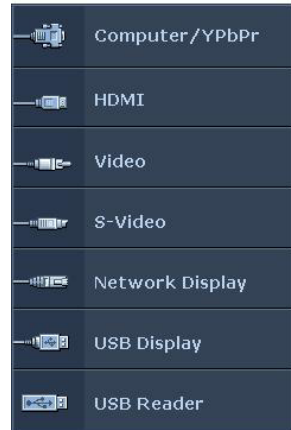 Computer/YPbPr
HDMI
Video
S-Video
Network Display
USB Display
USB Reader